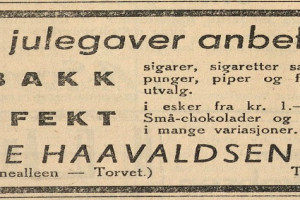 julegaver anbef
BAKK
sigarer, sigaretter sa
punger, piper og f
utvalg.
FEKT
i esker fra kr. 1.—
Små-chokolader og
i mange variasjoner.
E HAAVALDSEN
nealleen — Torvet.) T